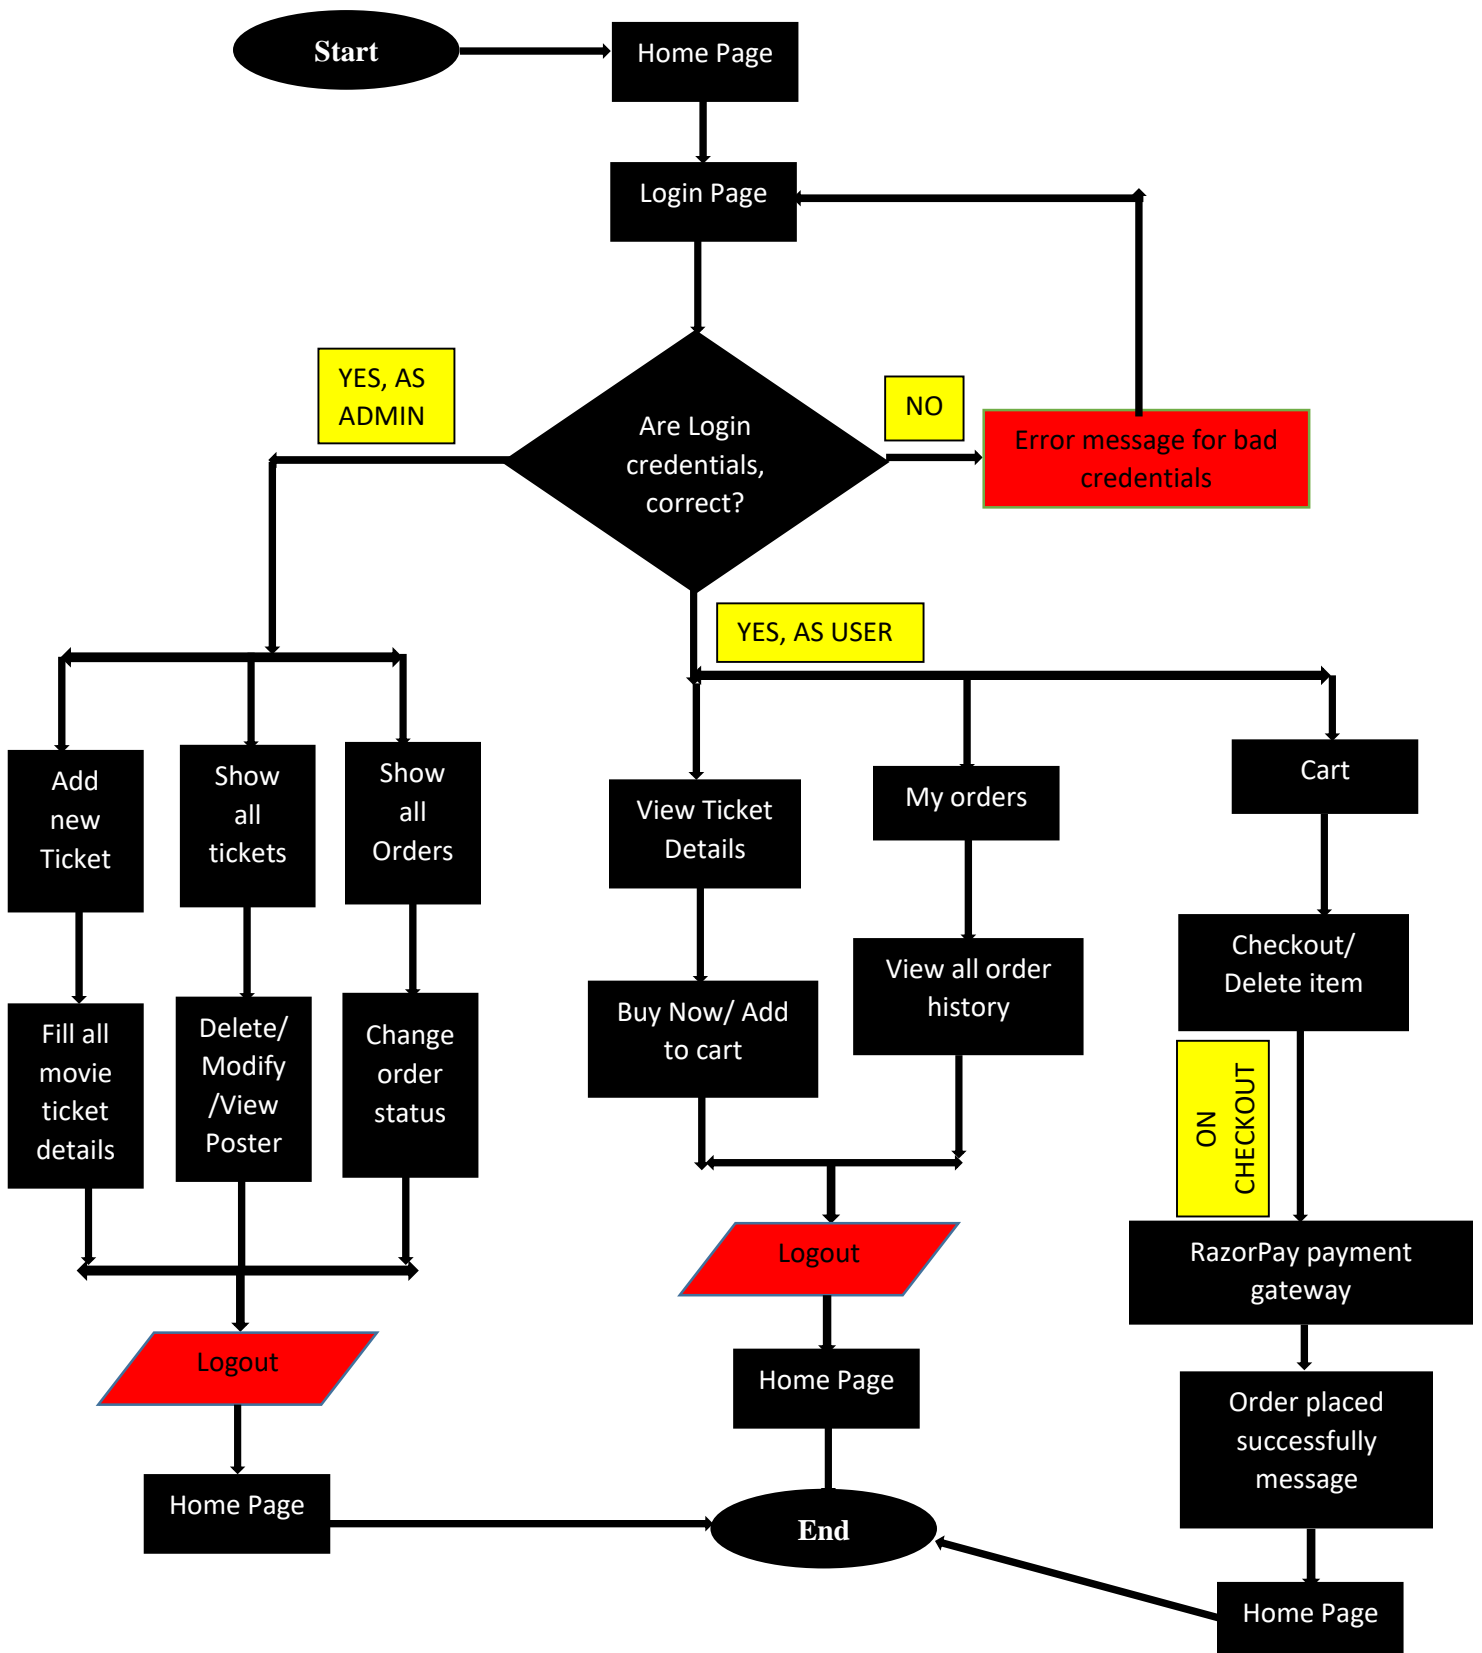 Start
Home Page
Login Page
YES, AS
ADMIN
NO
Are Login
credentials,
correct?
Error message for bad
credentials
YES, AS USER
Add
new
Ticket
Show
all
tickets
Show
all
Orders
View Ticket
Details
My orders
Cart
Fill all
movie
ticket
details
Delete/
Modify
/View
Poster
Change
order
status
Buy Now/ Add
to cart
View all order
history
Checkout/
Delete item
ON
CHECKOUT
Logout
RazorPay payment
gateway
Logout
Home Page
Order placed
successfully
message
Home Page
End
Home Page